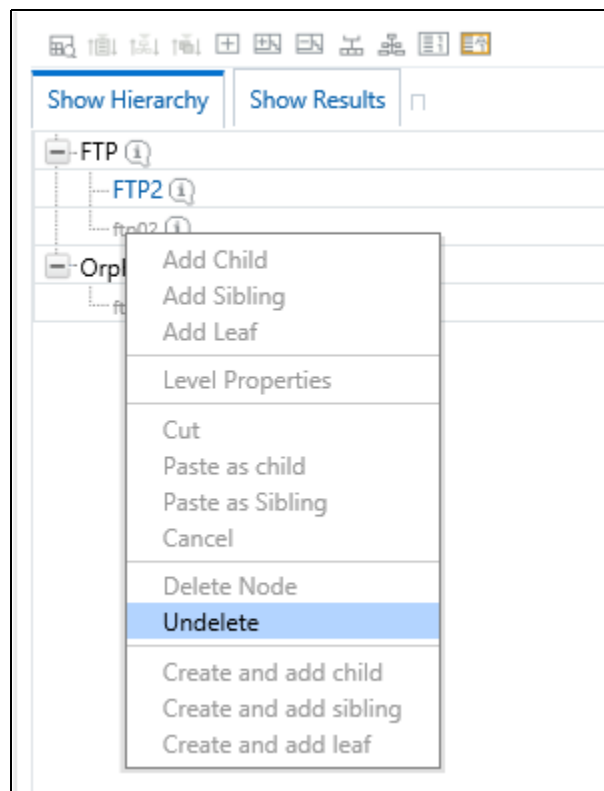 Show Hierarchy Show Results
FTP
FTP2
ftp02
Add Child
Add Sibling
Add Leaf
Level Properties
Cut
Paste as child
Paste as Sibling
Cancel
Delete Node
Undelete
Create and add child
Create and add sibling
Create and add leaf